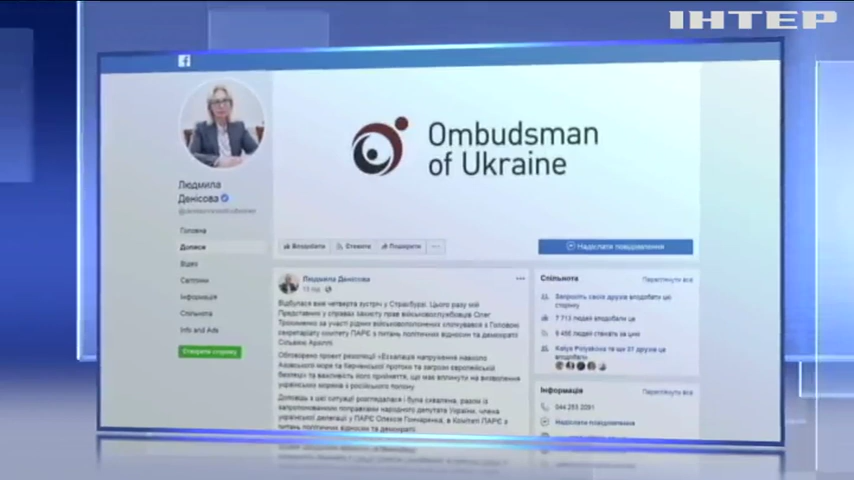 ІНТЕР
Ombudsman
of Ukraine
Людмила
Денісова
Головна
Дописи
Відео
Світлини
Інформація
Спільнота
Info and Ads
Створити сторінку
Вподобати
Стежити
Поширити
Надіслати повідомлення
Людмила Денісова
Відбулася вже четверта зустріч у Страсбурзі. Цього разу мій
Представник у справах захисту прав військовослужбовців Олег
за участі рідних військовополонених спілкувався з Головою
секретаріату комітету ПАРЄ з питань політичних відносин та демократії
Сільвією
Обговорено проект резолюції «Ескалація напруження навколо
Азовського моря та Керченської протоки та загрози європейській
безпеці» та важливість його прийняття, що має вплинути на визволення
українських моряків з російського полону
Доповідь з цієї ситуації розглядалася і була схвалена, разом із
запропонованими поправками народного депутата України, члена
української делегації у ПАРЄ Олексія Гончаренка, в Комітеті ПАРЄ з
питань політичних відносин та демократії
Спільнота
Переглянути все
Запросіть своїх друзів вподобати цю
сторінку
7 713 людям вподобали це
людей стежать за цією
Katya Polyakova та ще 37 друзів це
вподобали
Інформація
Переглянути все
044 253 2091
Надіслати повідомлення